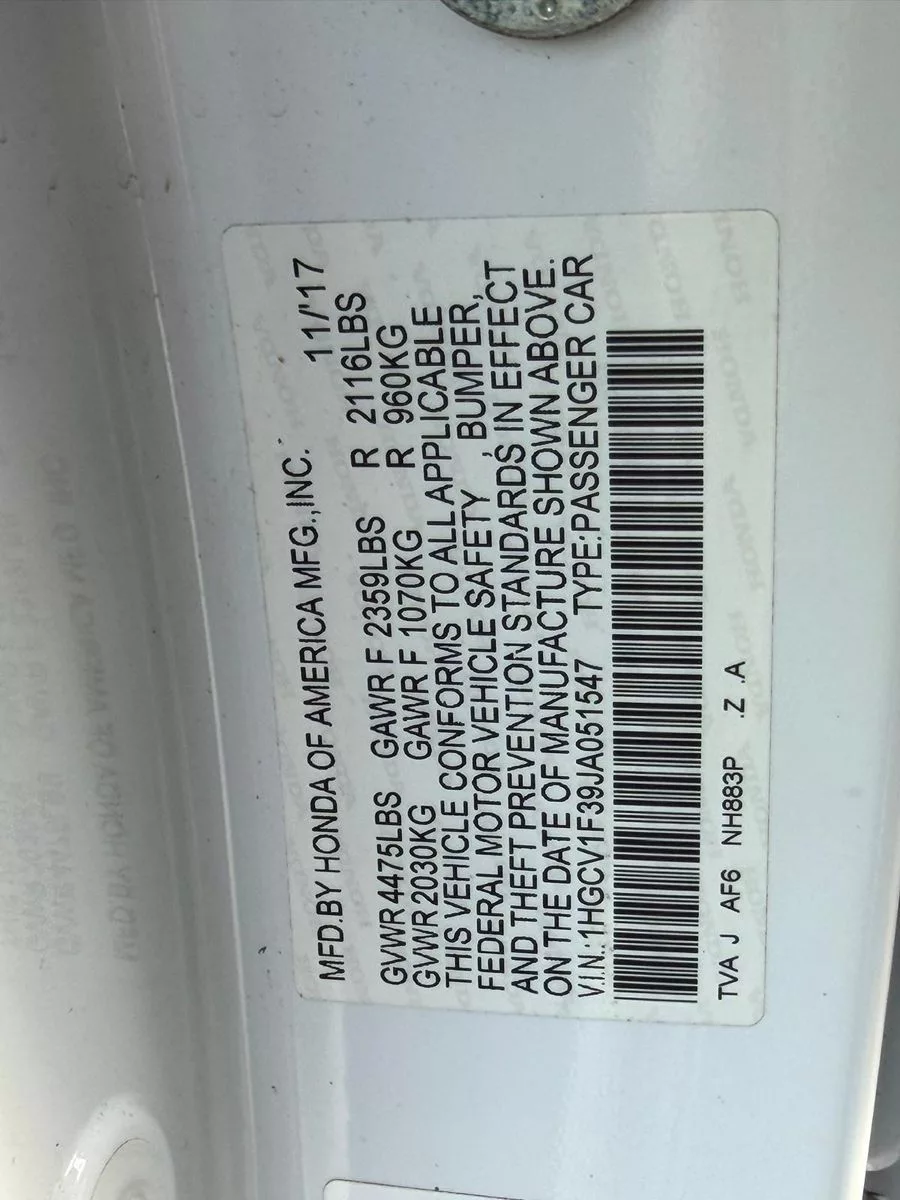 MFD.BY HONDA OF AMERICA MFG.,INC. 11/'17
GVWR 4475LBS GAWR F 2359LBS R 2116LBS
GVWR 2030KG GAWR F 1070KG R 960KG
THIS VEHICLE CONFORMS TO ALL APPLICABLE
FEDERAL MOTOR VEHICLE SAFETY, BUMPER,
AND THEFT PREVENTION STANDARDS IN EFFECT
ON THE DATE OF MANUFACTURE SHOWN ABOVE.
V.I.N.:1HGCV1F39JA051547 TYPE:PASSENGER CAR
TVA J AF6 NH883P .Z .A